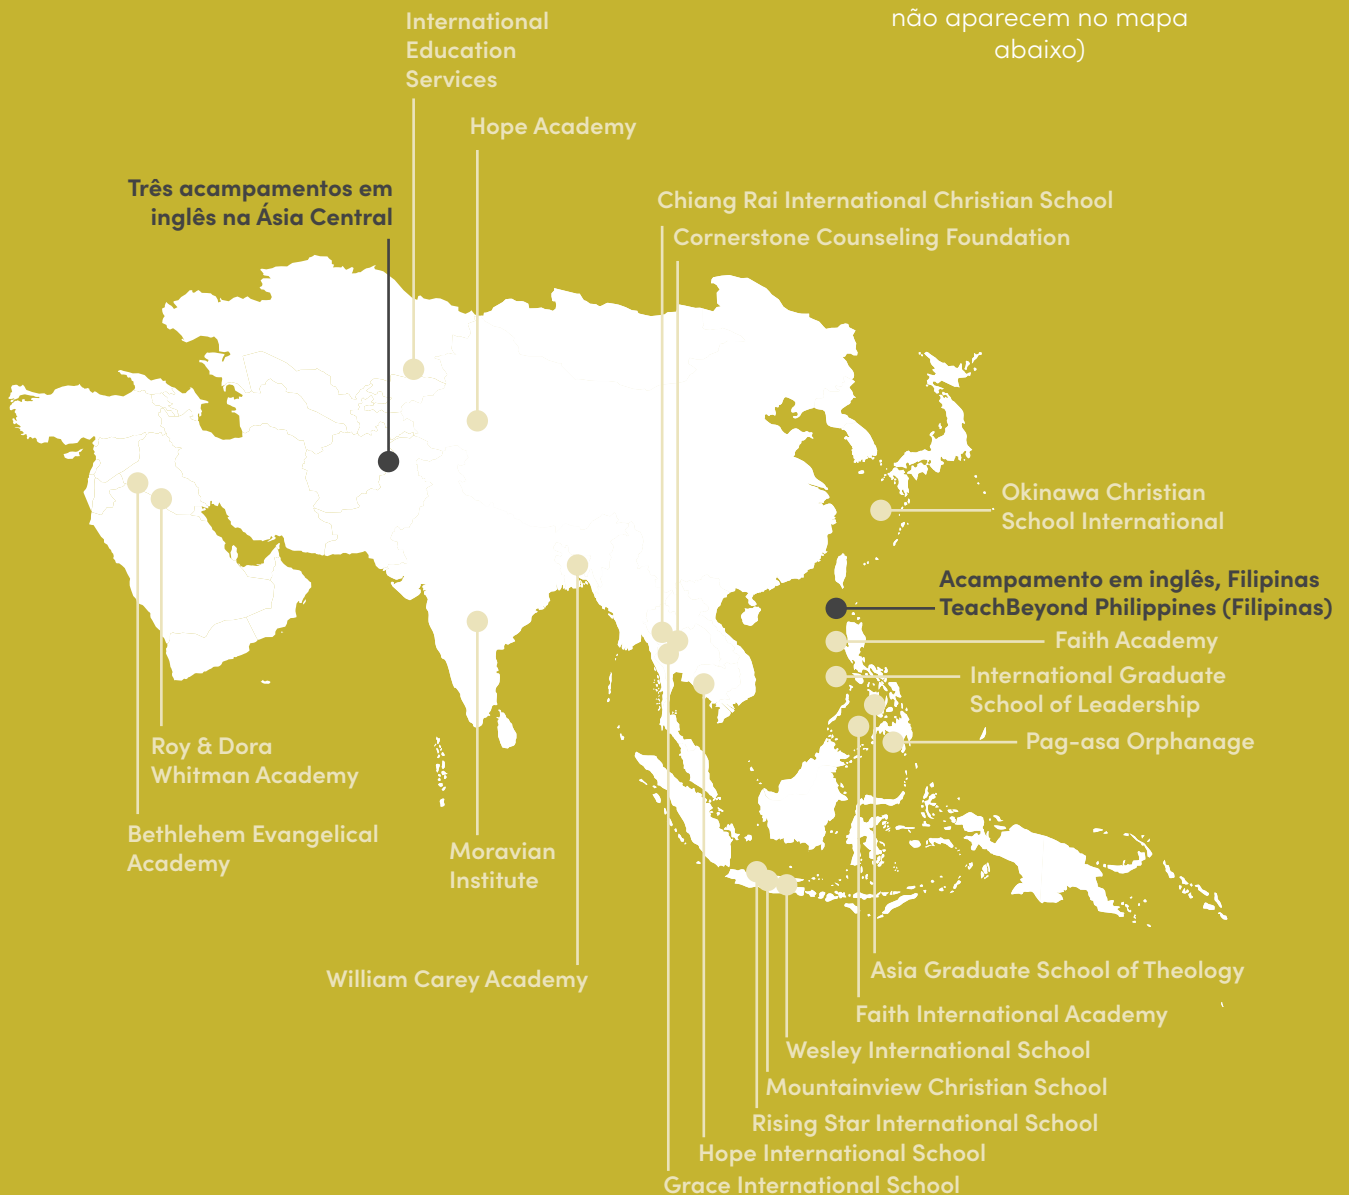 não aparecem no mapa
abaixo)
International
Education
Services
Hope Academy
Três acampamentos em
inglês na Ásia Central
Chiang Rai International Christian School
Cornerstone Counseling Foundation
Okinawa Christian
School International
Acampamento em inglês, Filipinas
TeachBeyond Philippines (Filipinas)
Faith Academy
International Graduate
School of Leadership
Pag-asa Orphanage
Roy & Dora
Whitman Academy
Bethlehem Evangelical
Academy
Moravian
Institute
William Carey Academy
Asia Graduate School of Theology
Faith International Academy
Wesley International School
Mountainview Christian School
Rising Star International School
Hope International School
Grace International School